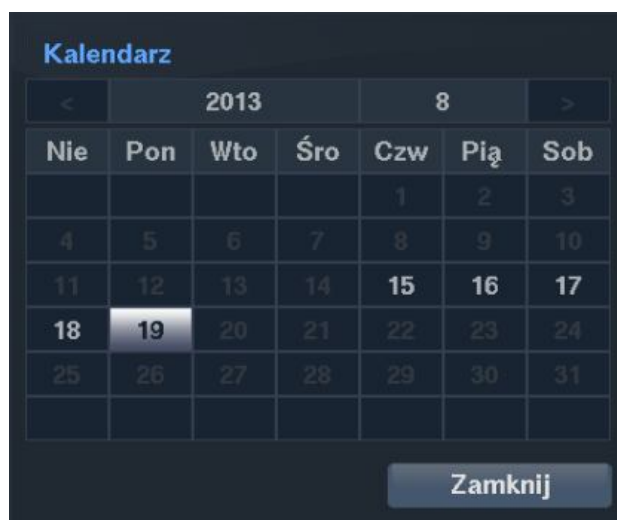 Kalendarz
< 2013 8 >
Nie Pon Wto Śro Czw Pią Sob
1 2 3
4 5 6 7 8 9 10
11 12 13 14 15 16 17
18 19 20 21 22 23 24
25 26 27 28 29 30 31
Zamknij